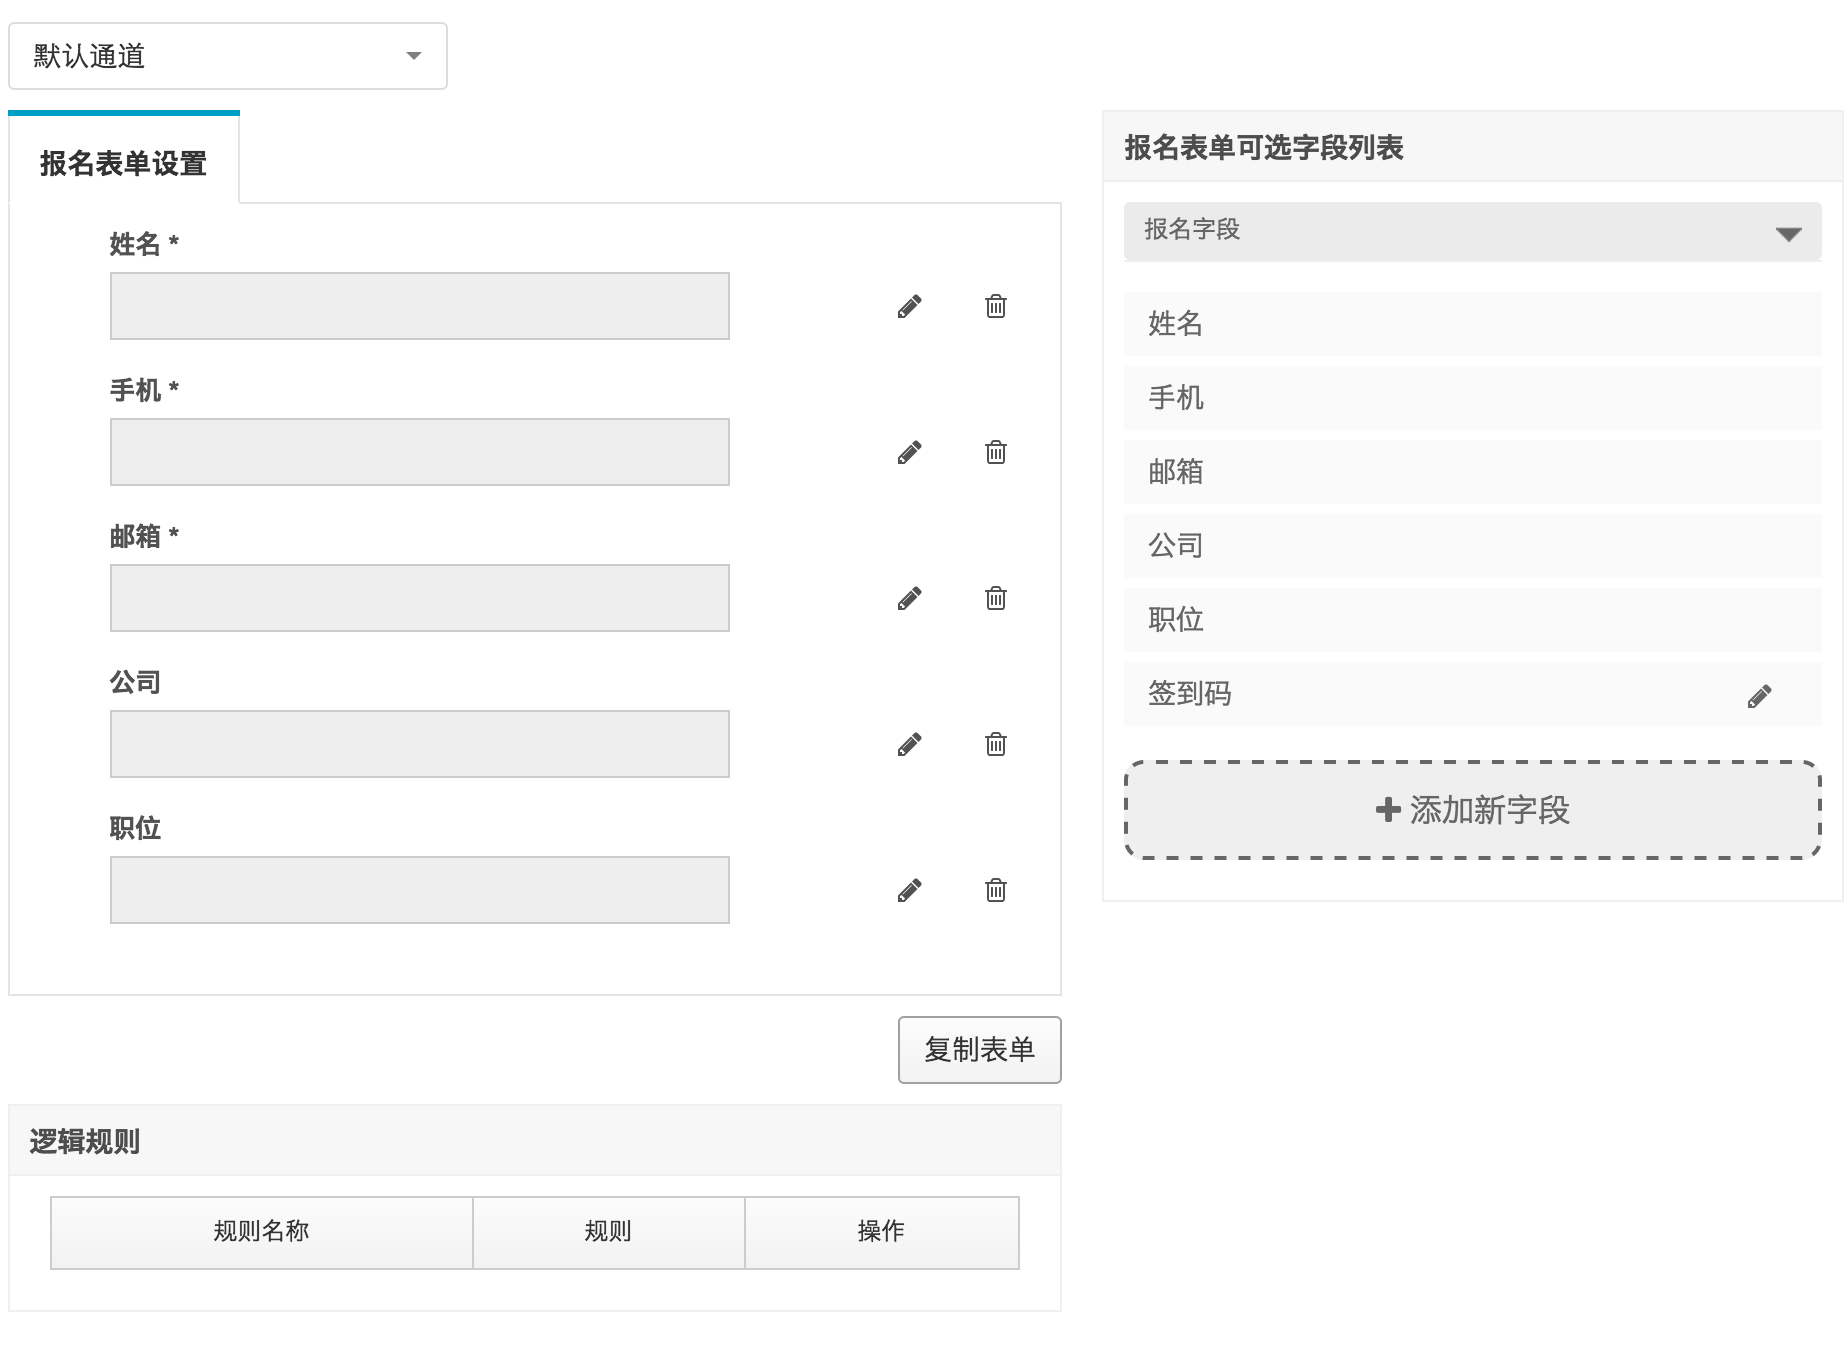 默认通道
报名表单设置
姓名 *
手机 *
邮箱 *
公司
职位
复制表单
逻辑规则
规则名称 规则 操作
报名表单可选字段列表
报名字段
姓名
手机
邮箱
公司
职位
签到码
添加新字段